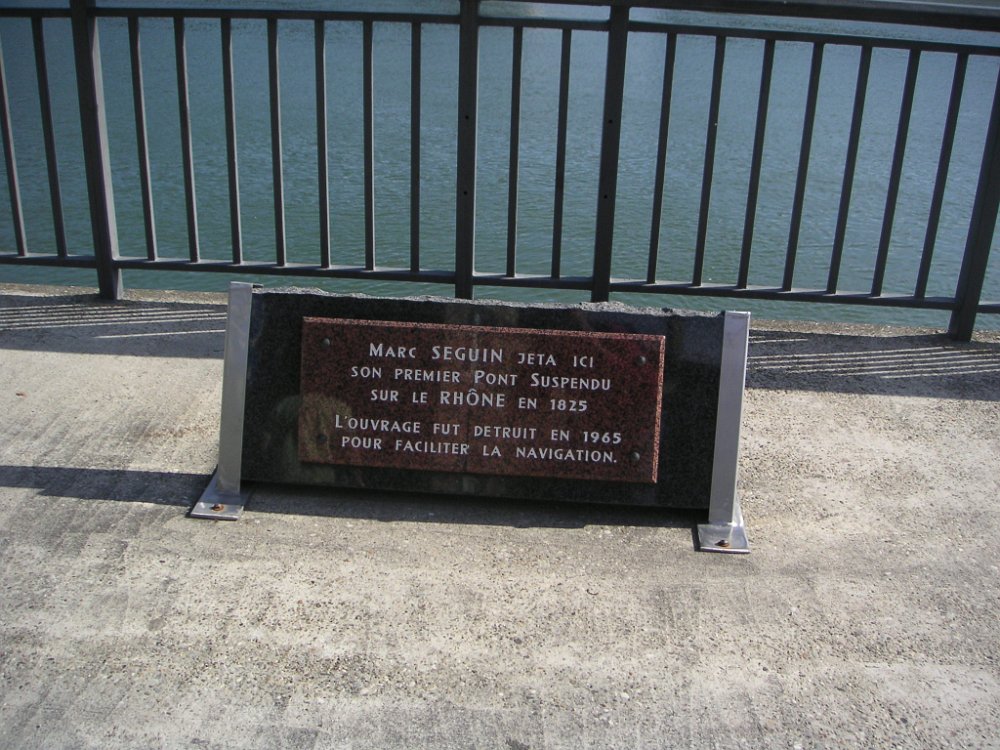 Marc SEGUIN jeta ici
son premier Pont Suspendu
sur le RHÔNE en 1825
L'ouvrage fut detruit en 1965
pour faciliter la navigation.